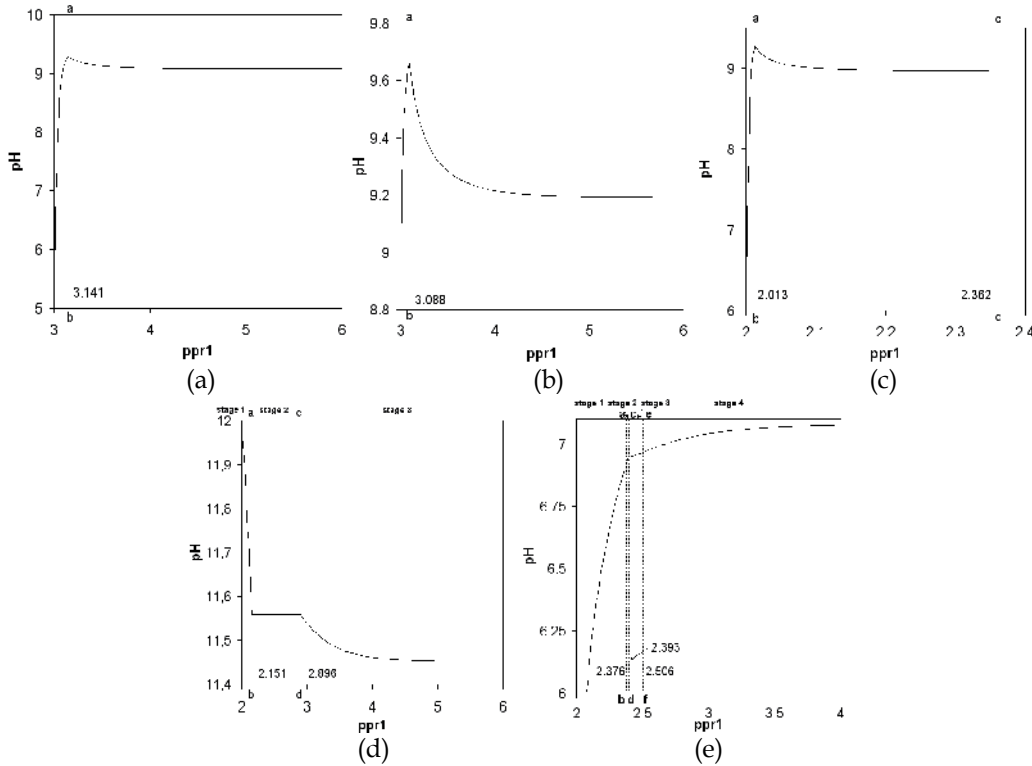 a
10
9
8
7
6
5
pH
3.141
b
3
4
5
6
ppr1
(a)
a
9.8
9.6
9.4
9.2
9
8.8
pH
3.088
b
3
4
5
6
ppr1
(b)
a
c
9
8
7
6
pH
2.013
2.362
b
c
2
2.1
2.2
2.3
2.4
ppr1
(c)
stage 1 a stage 2 c stage 3
12
11,9
11,8
11,7
11,6
11,5
11,4
pH
2.151
2.896
b
d
2
3
4
5
6
ppr1
(d)
stage 1 stage 2 stage 3 stage 4
e
7
6.75
6.5
6.25
6
pH
2.393
2.376
2.506
b d f
2
2.5
3
3.5
4
ppr1
(e)